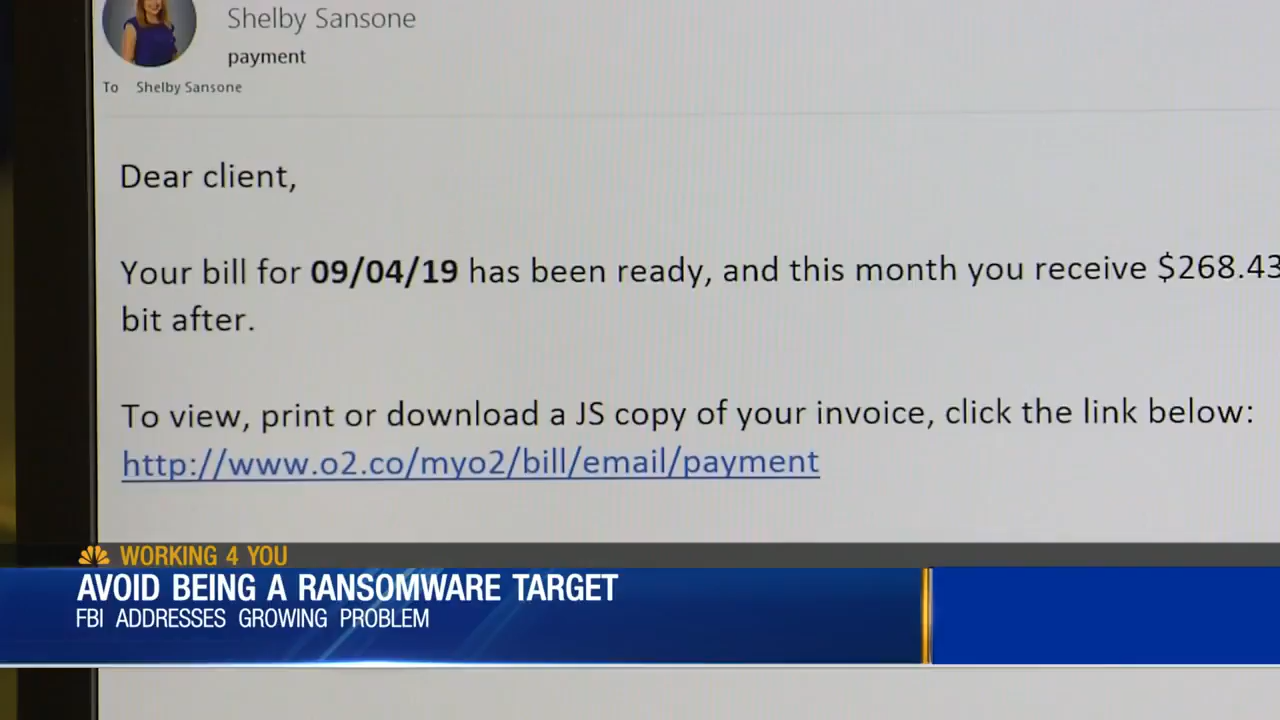 Shelby Sansone
payment
To Shelby Sansone
Dear client,
Your bill for 09/04/19 has been ready, and this month you receive $268.43
bit after.
To view, print or download a JS copy of your invoice, click the link below:
http://www.o2.co/myo2/bill/email/payment
WORKING 4 YOU
AVOID BEING A RANSOMWARE TARGET
FBI ADDRESSES GROWING PROBLEM